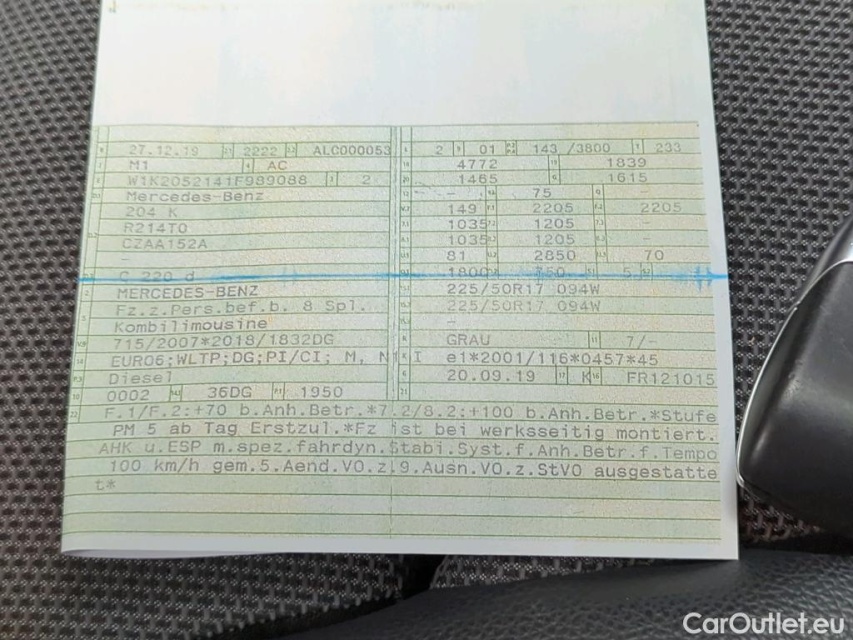 27.12.19 2222 ALC000053 2 01 143 /3800 233
M1 AC 4772 1839
W1K2052141F989088 2 1465 1615
Mercedes-Benz - - 75 -
204 K 149 2205 2205
R214T0 1035 1205 -
CZAA152A 1035 1205 -
- 81 2850 70
C 220 d 1800 750 5
MERCEDES-BENZ 225/50R17 094W
Fz.z.Pers.bef.b. 8 Spl. 225/50R17 094W
Kombilimousine -
715/2007*2018/1832DG GRAU 7/-
EURO6;WLTP;DG;PI/CI; M, N1 I e1*2001/116*0457*45
Diesel 20.09.19 K FR121015
0002 36DG 1950
F.1/F.2:+70 b.Anh.Betr.*7.2/8.2:+100 b.Anh.Betr.*Stufe
PM 5 ab Tag Erstzul.*Fz ist bei werksseitig montiert.
AHK u.ESP m.spez.fahrdyn.Stabi.Syst.f.Anh.Betr.f.Tempo
100 km/h gem.5.Aend.VO.z.9.Ausn.VO.z.StVO ausgestatte
t*
CarOutlet.eu